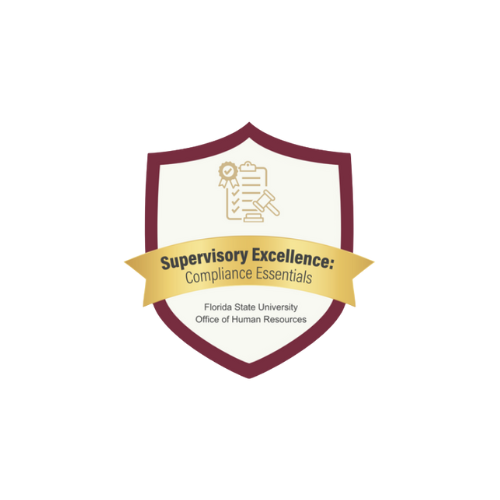 Supervisory Excellence:
Compliance Essentials
Florida State University
Office of Human Resources